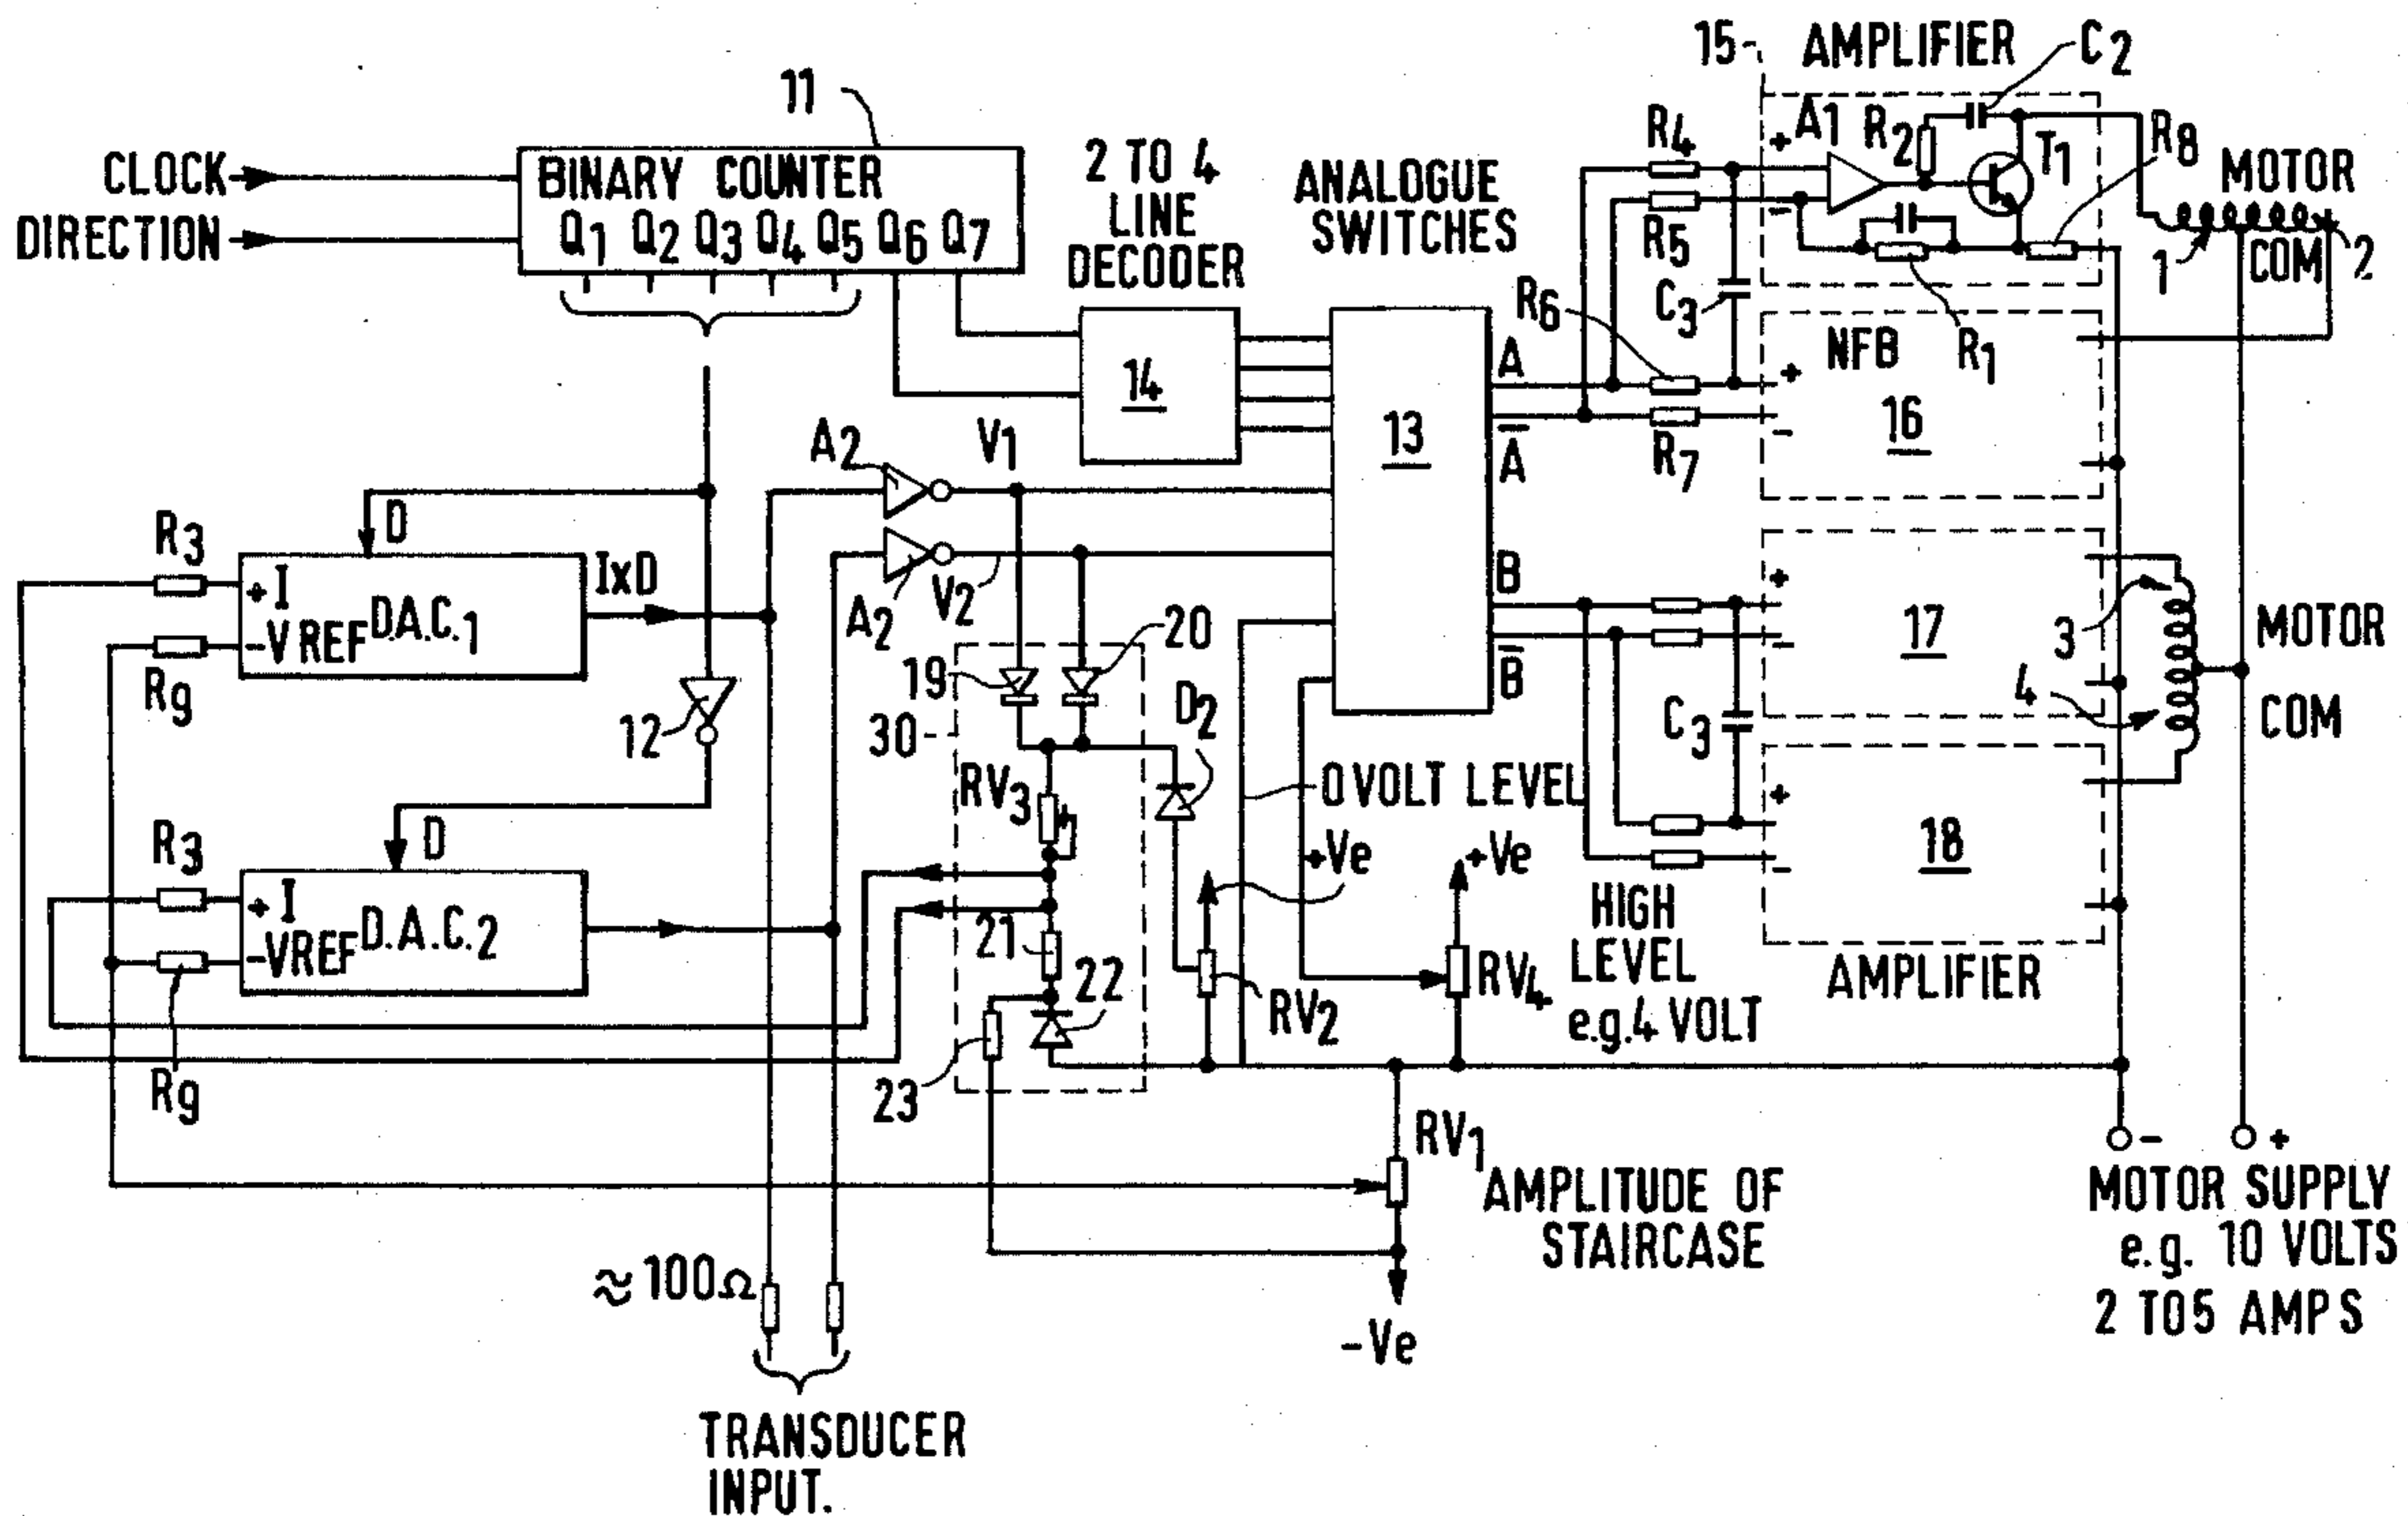 15
AMPLIFIER
C2
11
CLOCK
DIRECTION
BINARY COUNTER
Q1 Q2 Q3 Q4 Q5 Q6 Q7
2 TO 4
LINE
DECODER
ANALOGUE
SWITCHES
R4
R5
+
-
A1
R2
T1
R8
MOTOR
1
COM
2
R6
C3
NFB
R1
14
13
A
A̅
R7
+
-
16
A2
V1
A2
V2
D
R3
+I
-V REF
D.A.C.1
IxD
R9
12
19
20
30
D2
B
B̅
+
-
17
3
4
MOTOR
COM
C3
RV3
0 VOLT LEVEL
+Ve
+Ve
D
R3
+I
-VREF
D.A.C.2
R9
21
22
23
RV2
RV4
HIGH
LEVEL
e.g.4 VOLT
+
-
18
AMPLIFIER
RV1
AMPLITUDE OF
STAIRCASE
-Ve
- +
MOTOR SUPPLY
e.g. 10 VOLTS
2 TO 5 AMPS
≈100Ω
TRANSDUCER
INPUT.